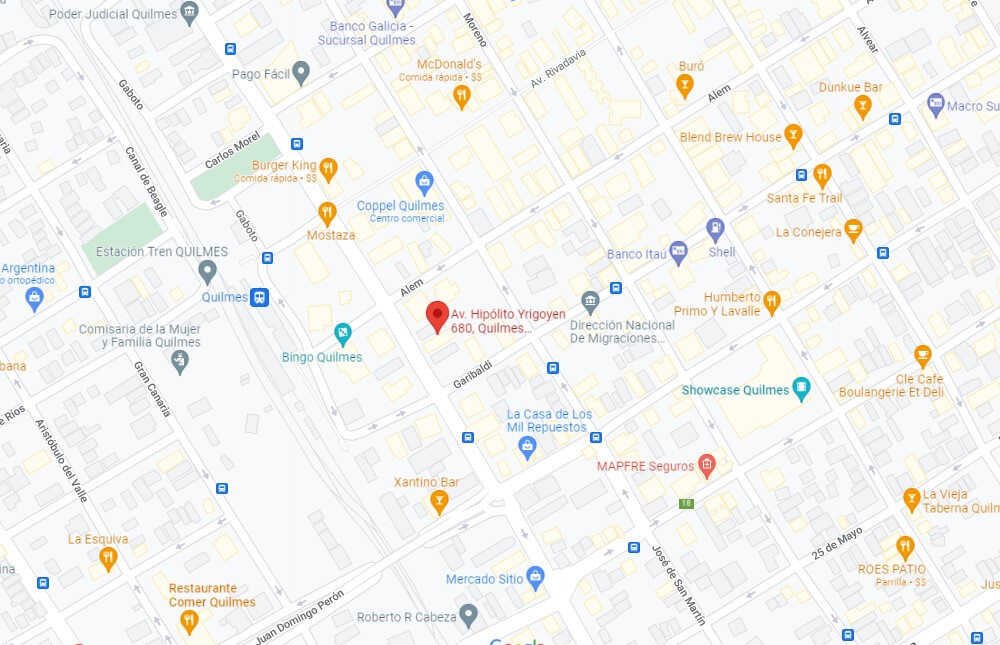 Poder Judicial Quilmes
Banco Galicia -
Sucursal Quilmes
Moreno
Alvear
Gaboto
Pago Fácil
McDonald's
Comida rápida • $$
Av. Rivadavia
Buró
Alem
Dunkue Bar
Macro Su
Carlos Morel
Blend Brew House
Canal de Beagle
Burger King
Comida rápida • $$
Coppel Quilmes
Centro comercial
Santa Fe Trail
Gaboto
Mostaza
La Conejera
Estación Tren QUILMES
Shell
Banco Itaú
Argentina
o ortopédico
Quilmes
Alem
Av. Hipólito Yrigoyen
680, Quilmes...
Humberto
Primo Y Lavalle
Dirección Nacional
De Migraciones...
Comisaria de la Mujer
y Familia Quilmes
Bingo Quilmes
bana
Gran Canaria
Garibaldi
Showcase Quilmes
Cle Cafe
Boulangerie Et Deli
e Ríos
Aristóbulo del Valle
La Casa de Los
Mil Repuestos
MAPFRE Seguros
Xantino Bar
18
La Vieja
Taberna Quilm
La Esquiva
25 de Mayo
José de San Martín
ina
ROES PATIO
Parrilla • $$
Mercado Sitio
Jus
Restaurante
Comer Quilmes
Juan Domingo Perón
Roberto R Cabeza
Google